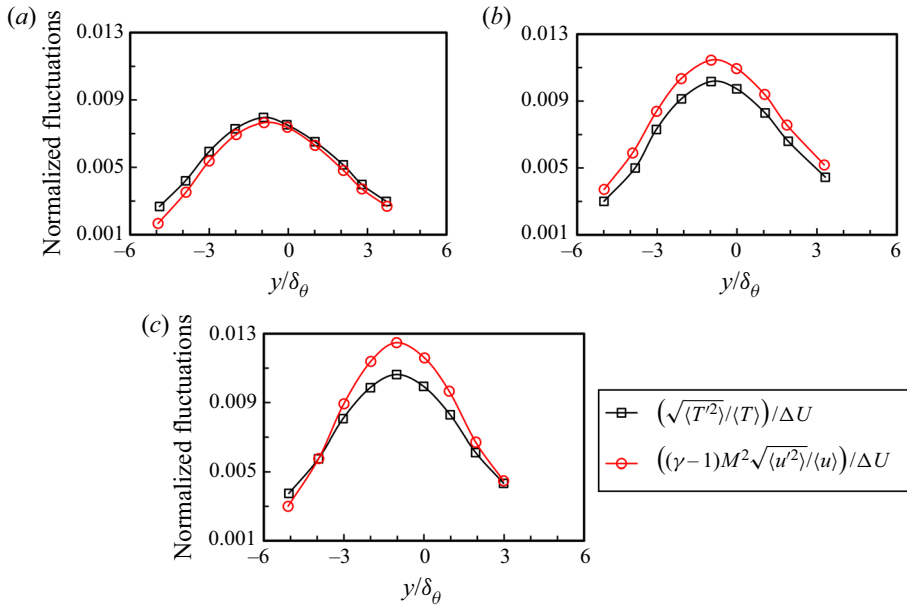 (a)
Normalized fluctuations
0.013
0.009
0.005
0.001
−6 −3 0 3 6
y/δθ
(b)
0.013
0.009
0.005
0.001
−6 −3 0 3 6
y/δθ
(c)
Normalized fluctuations
0.013
0.009
0.005
0.001
−6 −3 0 3 6
y/δθ
(√⟨T′²⟩/⟨T⟩)/ΔU
((γ−1)M²√⟨u′²⟩/⟨u⟩)/ΔU